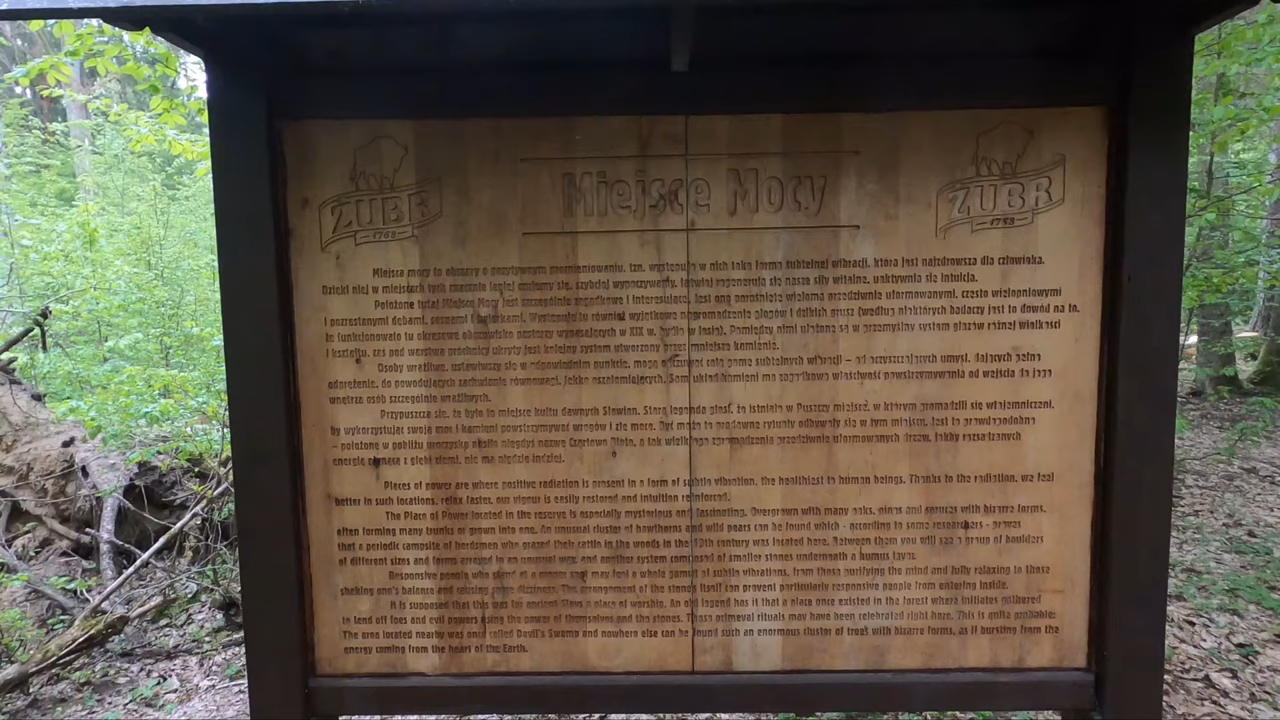 ŻUBR
1768
Miejsce Mocy
ŻUBR
1768
Miejsca mocy to obszary o pozytywnym promieniowaniu, tzn. występuje w nich taka forma subtelnej wibracji, która jest najzdrowsza dla człowieka.
Dzięki niej w miejscach tych znacznie lepiej czujemy się, szybciej wypoczywamy, łatwiej regenerują się nasze siły witalne, uaktywnia się intuicja.
Położone tutaj Miejsce Mocy jest szczególnie zagadkowe i interesujące. Jest ono porośnięte wieloma przedziwnie uformowanymi, często wielopniowymi
i pozrastanymi dębami, sosnami i świerkami. Występuje tu również wyjątkowe nagromadzenie głogów i dzikich grusz (według niektórych badaczy jest to dowód na to,
że funkcjonowało tu okresowe obozowisko pasterzy wypasających w XIX w. bydło w lesie). Pomiędzy nimi ułożone są w przemyślny system głazów różnej wielkości
i kształtu, zaś pod warstwą próchnicy ukryty jest kolejny system utworzony przez mniejsze kamienie.
Osoby wrażliwe, ustawiwszy się w odpowiednim punkcie, mogą odczuwać całą gamę subtelnych wibracji – od oczyszczających umysł, dających pełne
odprężenie, do powodujących zachwianie równowagi, lekko oszałamiających. Sam układ kamieni ma zagadkową właściwość powstrzymywania od wejścia do jego
wnętrza osób szczególnie wrażliwych.
Przypuszcza się, że było to miejsce kultu dawnych Słowian. Stara legenda głosi, że istniało w Puszczy miejsce, w którym gromadzili się wtajemniczeni,
by wykorzystując swoją moc i kamieni powstrzymywać wrogów i złe moce. Być może te pradawne rytuały odbywały się w tym miejscu. Jest to prawdopodobne
– położone w pobliżu uroczysko nosiło niegdyś nazwę Czartowe Błoto, a tak wielkiego zgromadzenia przedziwnie uformowanych drzew, jakby rozsadzanych
energią płynącą z głębi ziemi, nie ma nigdzie indziej.
Places of power are where positive radiation is present in a form of subtle vibration, the healthiest to human beings. Thanks to the radiation, we feel
better in such locations, relax faster, our vigour is easily restored and intuition reinforced.
The Place of Power located in the reserve is especially mysterious and fascinating. Overgrown with many oaks, pines and spruces with bizarre forms,
often forming many trunks or grown into one. An unusual cluster of hawthorns and wild pears can be found which - according to some researchers - proves
that a periodic campsite of herdsmen who grazed their cattle in the woods in the 19th century was located here. Between them you will see a group of boulders
of different sizes and forms arrayed in an unusual way, and another system composed of smaller stones underneath a humus layer.
Responsive people who stand at a proper spot may feel a whole gamut of subtle vibrations, from those purifying the mind and fully relaxing to those
shaking one's balance and causing some dizziness. The arrangement of the stones itself can prevent particularly responsive people from entering inside.
It is supposed that this was for ancient Slavs a place of worship. An old legend has it that a place once existed in the forest where initiates gathered
to fend off foes and evil powers using the power of themselves and the stones. Those primeval rituals may have been celebrated right here. This is quite probable:
The area located nearby was once called Devil's Swamp and nowhere else can be found such an enormous cluster of trees with bizarre forms, as if bursting from the
energy coming from the heart of the Earth.